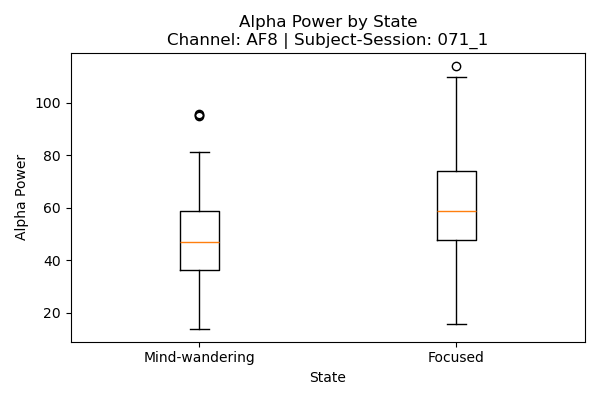 Alpha Power by State
Channel: AF8 | Subject-Session: 071_1
100
80
60
40
20
Alpha Power
Mind-wandering
Focused
State